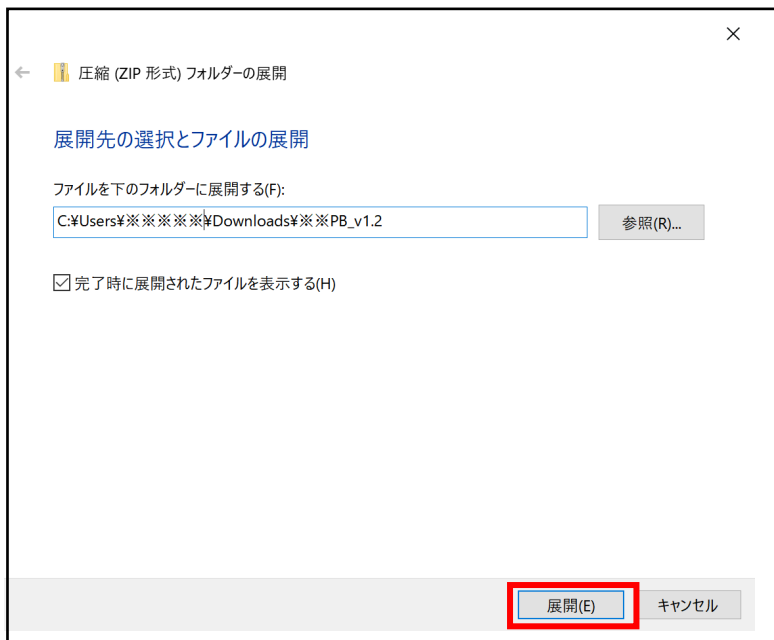 圧縮 (ZIP 形式) フォルダーの展開
展開先の選択とファイルの展開
ファイルを下のフォルダーに展開する(F):
C:¥Users¥※※※※※¥Downloads¥※※PB_v1.2
参照(R)...
完了時に展開されたファイルを表示する(H)
展開(E)
キャンセル